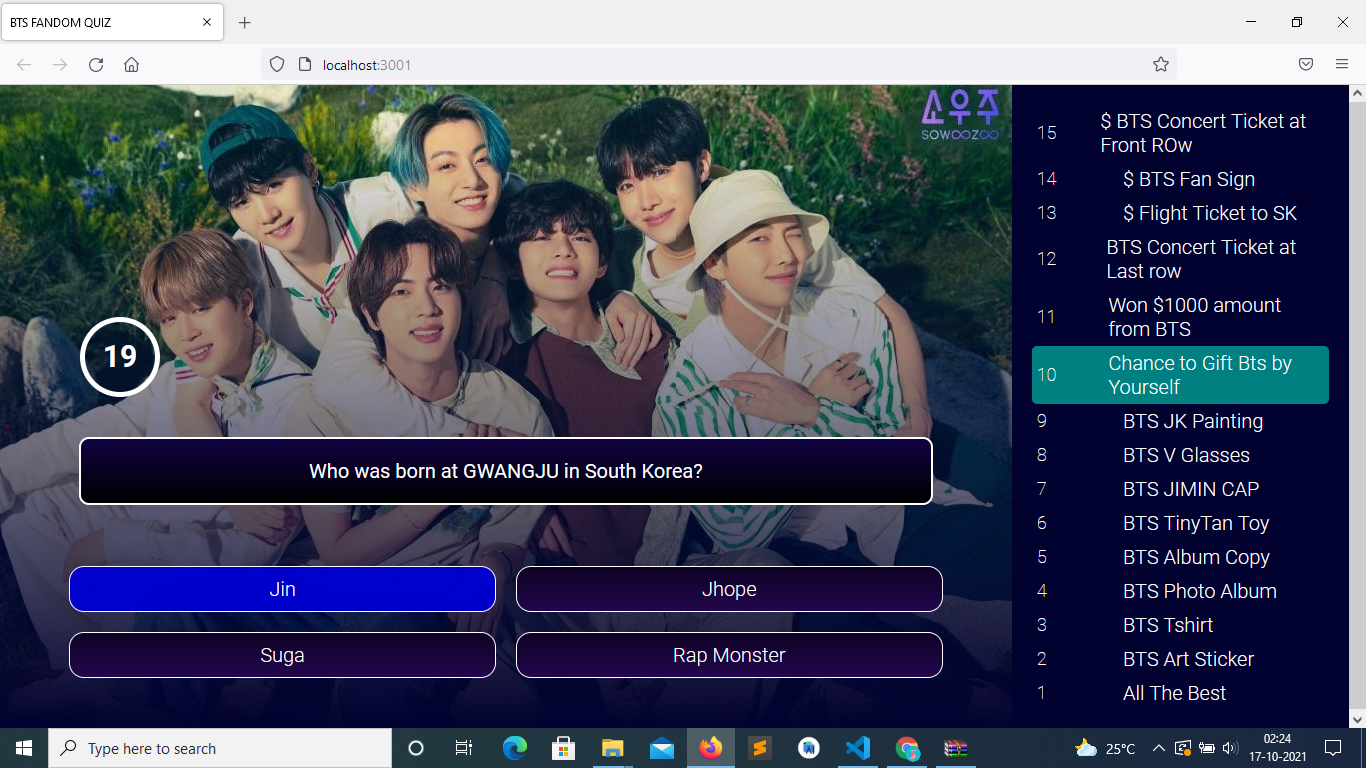 BTS FANDOM QUIZ
localhost:3001
소우주
SOWOOZOO
19
Who was born at GWANGJU in South Korea?
Jin
Jhope
Suga
Rap Monster
15
$ BTS Concert Ticket at
Front ROw
14
$ BTS Fan Sign
13
$ Flight Ticket to SK
12
BTS Concert Ticket at
Last row
11
Won $1000 amount
from BTS
10
Chance to Gift Bts by
Yourself
9
BTS JK Painting
8
BTS V Glasses
7
BTS JIMIN CAP
6
BTS TinyTan Toy
5
BTS Album Copy
4
BTS Photo Album
3
BTS Tshirt
2
BTS Art Sticker
1
All The Best
Type here to search
25°C
02:24
17-10-2021